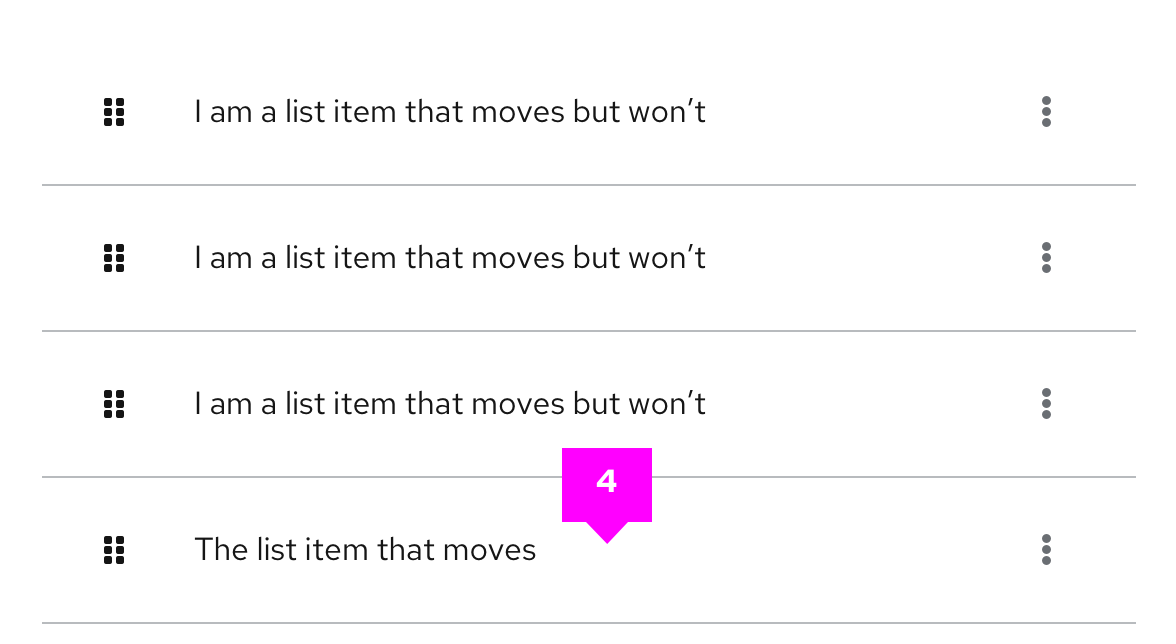 I am a list item that moves but won’t
I am a list item that moves but won’t
I am a list item that moves but won’t
4
The list item that moves